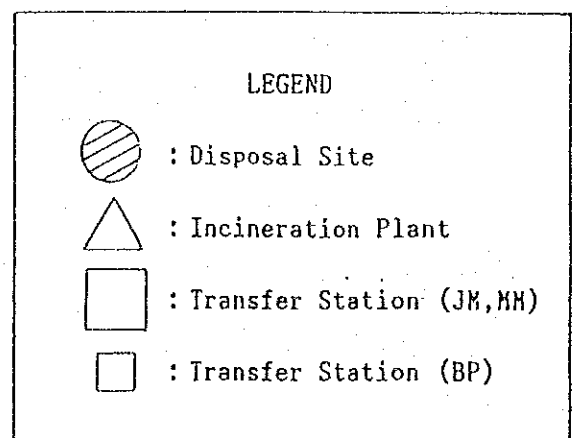 LEGEND
: Disposal Site
: Incineration Plant
: Transfer Station (JM,MM)
: Transfer Station (BP)